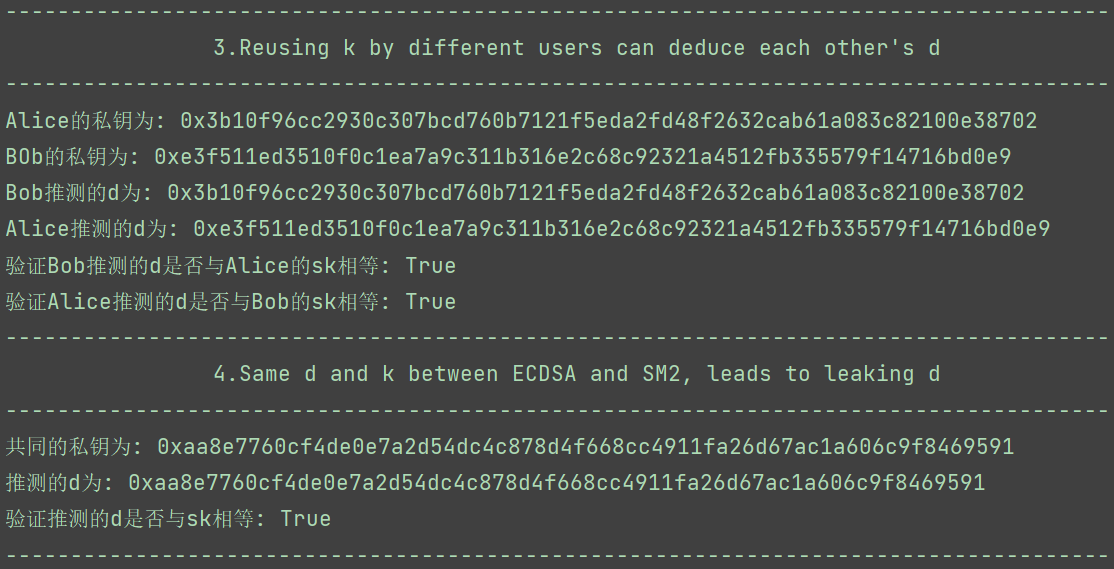 --------------------------------------------------------------------------------------
3.Reusing k by different users can deduce each other's d
--------------------------------------------------------------------------------------
Alice的私钥为: 0x3b10f96cc2930c307bcd760b7121f5eda2fd48f2632cab61a083c82100e38702
BOb的私钥为: 0xe3f511ed3510f0c1ea7a9c311b316e2c68c92321a4512fb335579f14716bd0e9
Bob推测的d为: 0x3b10f96cc2930c307bcd760b7121f5eda2fd48f2632cab61a083c82100e38702
Alice推测的d为: 0xe3f511ed3510f0c1ea7a9c311b316e2c68c92321a4512fb335579f14716bd0e9
验证Bob推测的d是否与Alice的sk相等: True
验证Alice推测的d是否与Bob的sk相等: True
--------------------------------------------------------------------------------------
4.Same d and k between ECDSA and SM2, leads to leaking d
--------------------------------------------------------------------------------------
共同的私钥为: 0xaa8e7760cf4de0e7a2d54dc4c878d4f668cc4911fa26d67ac1a606c9f8469591
推测的d为: 0xaa8e7760cf4de0e7a2d54dc4c878d4f668cc4911fa26d67ac1a606c9f8469591
验证推测的d是否与sk相等: True
--------------------------------------------------------------------------------------